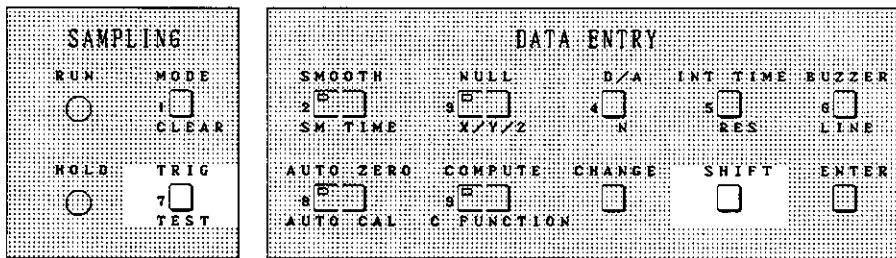 SAMPLING
RUN MODE
1
CLEAR
HOLD TRIG
7
TEST
DATA ENTRY
SMOOTH NULL D/A INT TIME BUZZER
2 3 4 5 6
SM TIME X/Y/Z N RES LINE
AUTO ZERO COMPUTE CHANGE SHIFT ENTER
8 9
AUTO CAL C FUNCTION